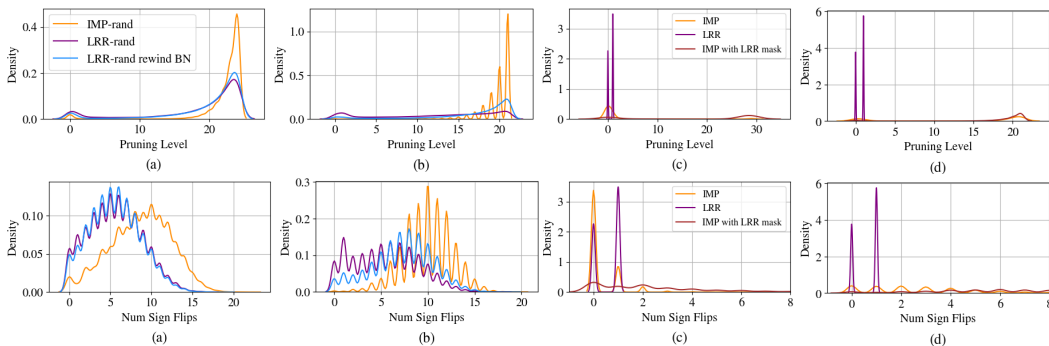 0.4
0.2
0.0
Density
IMP-rand
LRR-rand
LRR-rand rewind BN
0
10
20
Pruning Level
(a)
1.0
0.5
0.0
Density
0
5
10
15
20
Pruning Level
(b)
3
2
1
0
Density
IMP
LRR
IMP with LRR mask
0
10
20
30
Pruning Level
(c)
6
4
2
0
Density
0
10
20
Pruning Level
(d)
0.10
0.05
0.00
Density
0
5
10
15
20
Num Sign Flips
(a)
0.3
0.2
0.1
0.0
Density
0
5
10
15
20
Num Sign Flips
(b)
3
2
1
0
Density
IMP
LRR
IMP with LRR mask
0
2
4
6
8
Num Sign Flips
(c)
6
4
2
0
Density
0
2
4
6
8
Num Sign Flips
(d)